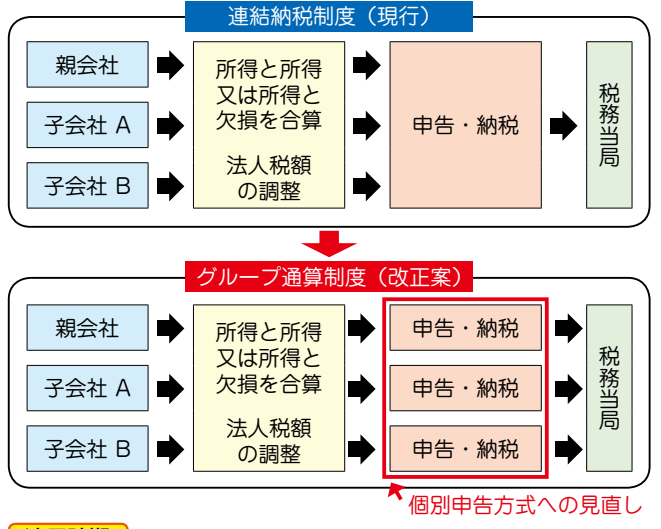 連結納税制度（現行）
親会社
子会社 A
子会社 B
所得と所得
又は所得と
欠損を合算
法人税額
の調整
申告・納税
税務当局
グループ通算制度（改正案）
親会社
子会社 A
子会社 B
所得と所得
又は所得と
欠損を合算
法人税額
の調整
申告・納税
申告・納税
申告・納税
税務当局
個別申告方式への見直し